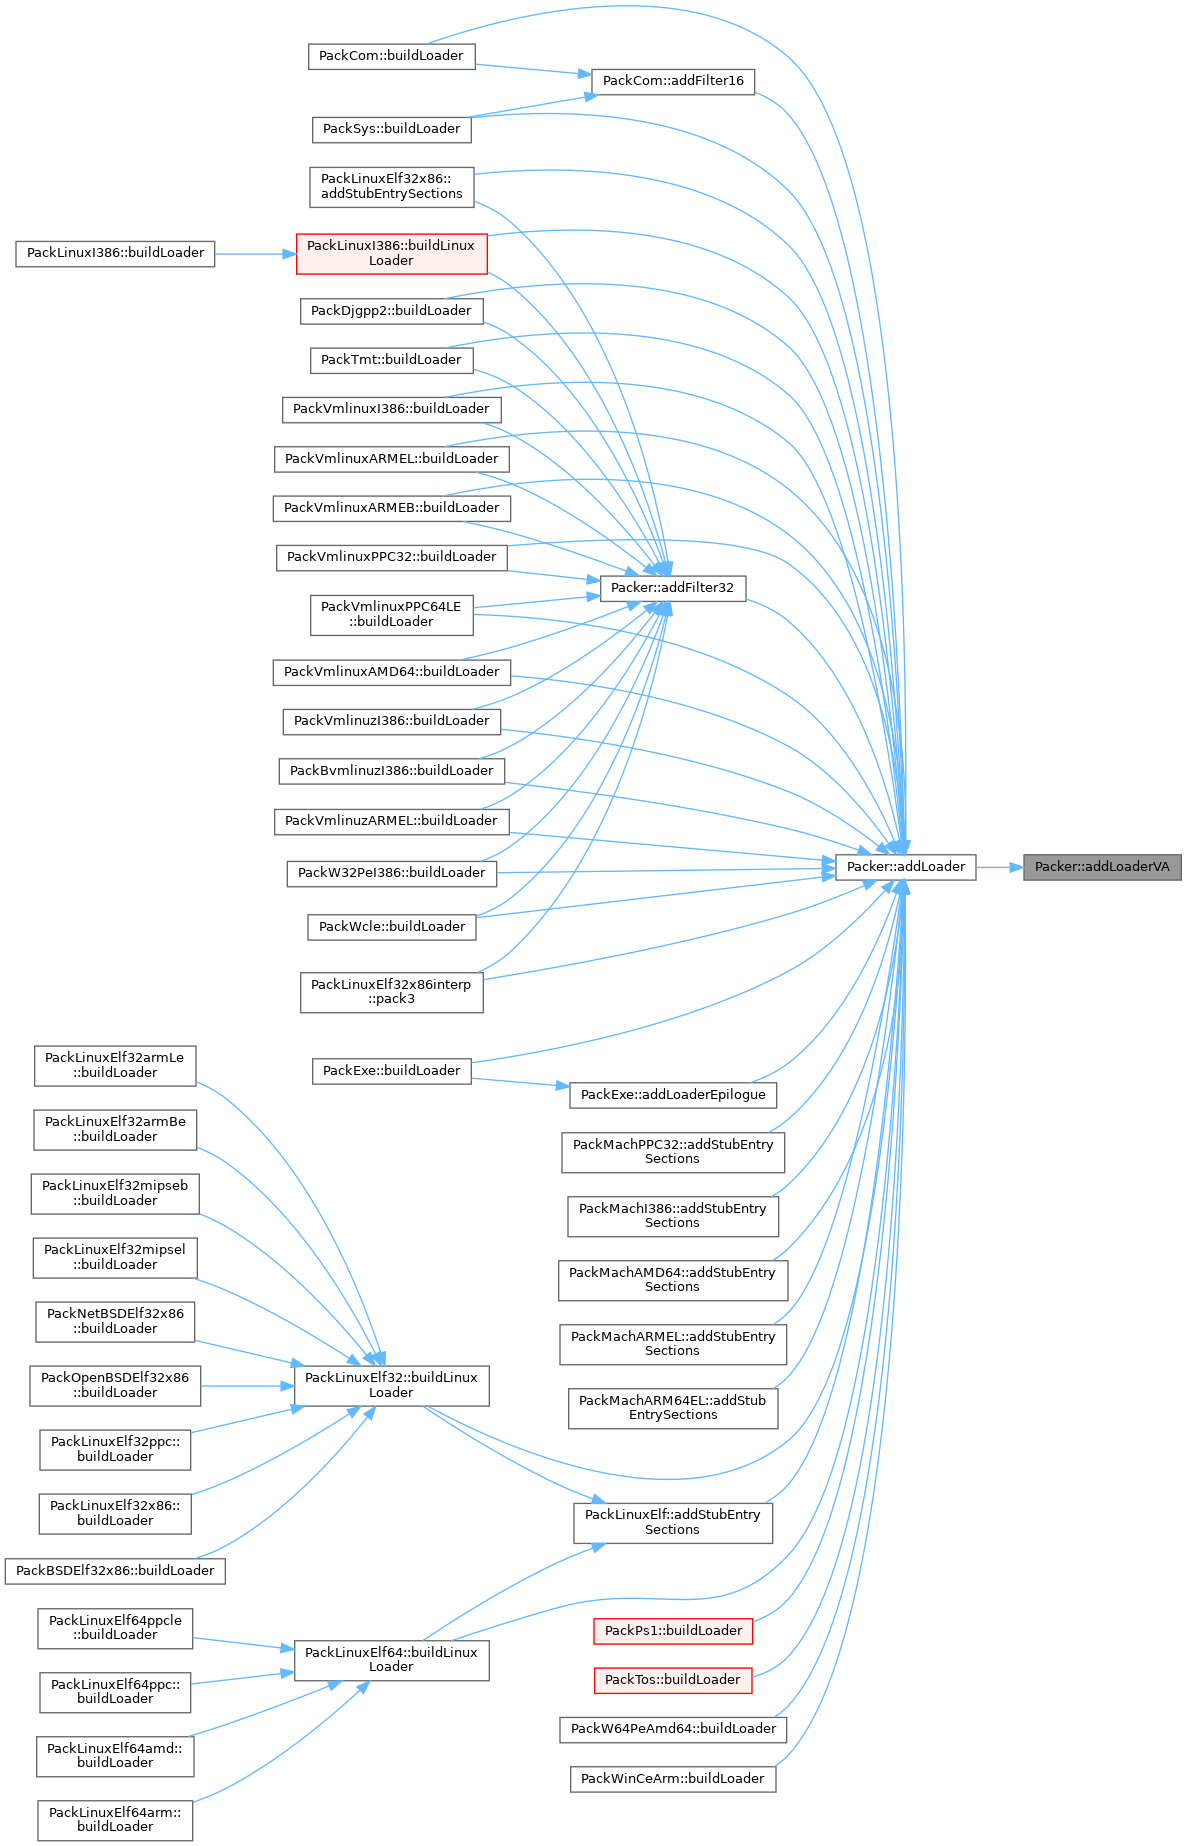 PackCom::buildLoader
PackCom::addFilter16
PackSys::buildLoader
PackLinuxElf32x86::
addStubEntrySections
PackLinuxI386::buildLinux
Loader
PackLinuxI386::buildLoader
PackDjgpp2::buildLoader
PackTmt::buildLoader
PackVmlinuxI386::buildLoader
PackVmlinuxARMEL::buildLoader
PackVmlinuxARMEB::buildLoader
PackVmlinuxPPC32::buildLoader
Packer::addFilter32
PackVmlinuxPPC64LE
::buildLoader
PackVmlinuxAMD64::buildLoader
PackVmlinuzI386::buildLoader
PackBvmlinuzI386::buildLoader
PackVmlinuzARMEL::buildLoader
PackW32PeI386::buildLoader
Packer::addLoader
Packer::addLoaderVA
PackWcle::buildLoader
PackLinuxElf32x86interp
::pack3
PackExe::buildLoader
PackExe::addLoaderEpilogue
PackLinuxElf32armLe
::buildLoader
PackLinuxElf32armBe
::buildLoader
PackMachPPC32::addStubEntry
Sections
PackLinuxElf32mipseb
::buildLoader
PackMachI386::addStubEntry
Sections
PackLinuxElf32mipsel
::buildLoader
PackMachAMD64::addStubEntry
Sections
PackNetBSDElf32x86
::buildLoader
PackMachARMEL::addStubEntry
Sections
PackOpenBSDElf32x86
::buildLoader
PackLinuxElf32::buildLinux
Loader
PackMachARM64EL::addStub
EntrySections
PackLinuxElf32ppc::
buildLoader
PackLinuxElf32x86::
buildLoader
PackLinuxElf::addStubEntry
Sections
PackBSDElf32x86::buildLoader
PackLinuxElf64ppcle
::buildLoader
PackPs1::buildLoader
PackLinuxElf64::buildLinux
Loader
PackLinuxElf64ppc::
buildLoader
PackTos::buildLoader
PackW64PeAmd64::buildLoader
PackLinuxElf64amd::
buildLoader
PackWinCeArm::buildLoader
PackLinuxElf64arm::
buildLoader